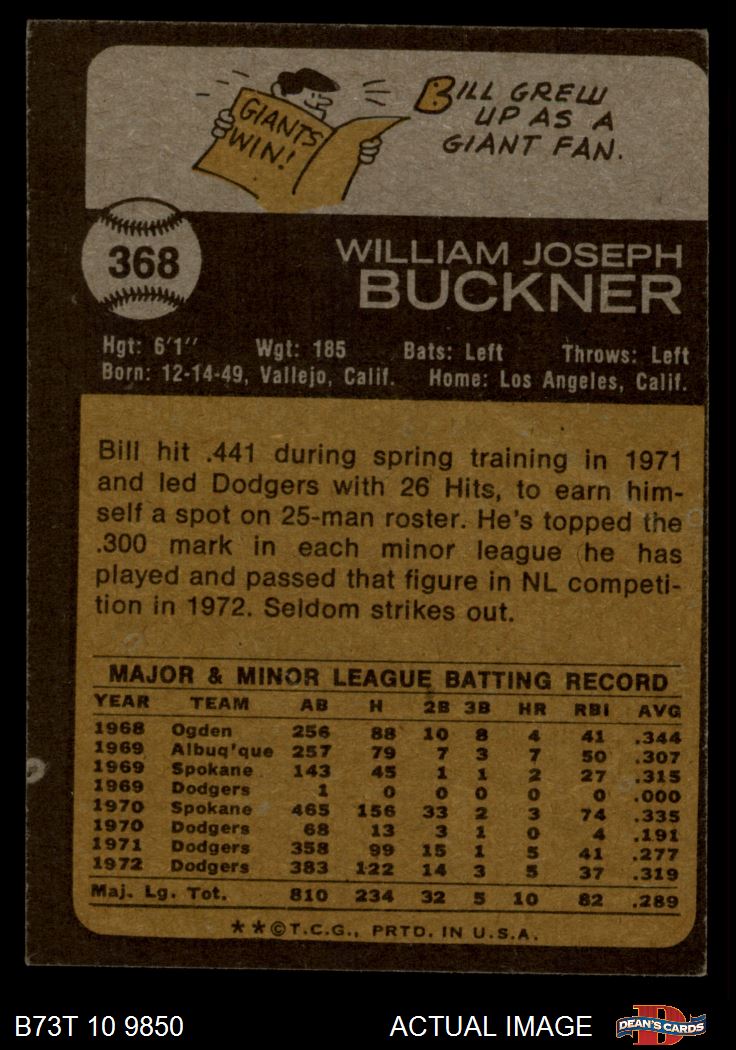 GIANTS
WIN!
BILL GREW
UP AS A
GIANT FAN.
368
WILLIAM JOSEPH
BUCKNER
Hgt: 6'1" Wgt: 185 Bats: Left Throws: Left
Born: 12-14-49, Vallejo, Calif. Home: Los Angeles, Calif.
Bill hit .441 during spring training in 1971
and led Dodgers with 26 Hits, to earn him-
self a spot on 25-man roster. He's topped the
.300 mark in each minor league he has
played and passed that figure in NL competi-
tion in 1972. Seldom strikes out.
MAJOR & MINOR LEAGUE BATTING RECORD
YEAR TEAM AB H 2B 3B HR RBI AVG
1968 Ogden 256 88 10 8 4 41 .344
1969 Albuq'que 257 79 7 3 7 50 .307
1969 Spokane 143 45 1 1 2 27 .315
1969 Dodgers 1 0 0 0 0 0 .000
1970 Spokane 465 156 33 2 3 74 .335
1970 Dodgers 68 13 3 1 0 4 .191
1971 Dodgers 358 99 15 1 5 41 .277
1972 Dodgers 383 122 14 3 5 37 .319
Maj. Lg. Tot. 810 234 32 5 10 82 .289
**©T.C.G., PRTD. IN U.S.A.
B73T 10 9850 ACTUAL IMAGE
D
DEAN'S CARDS